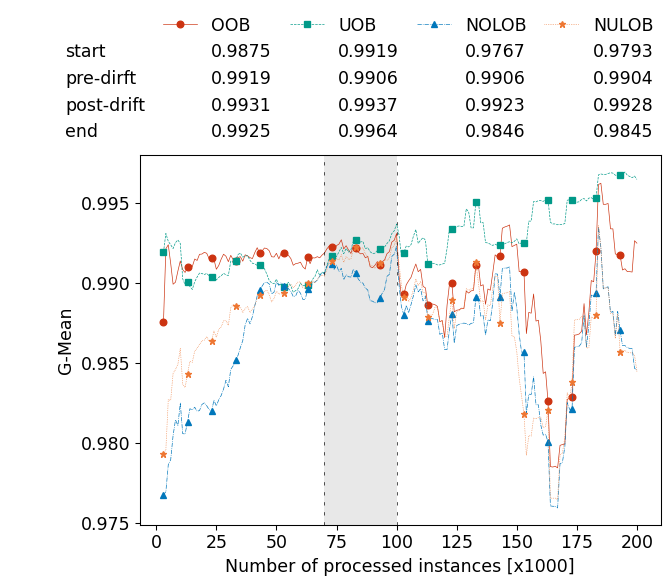 OOB UOB NOLOB NULOB
start 0.9875 0.9919 0.9767 0.9793
pre-dirft 0.9919 0.9906 0.9906 0.9904
post-drift 0.9931 0.9937 0.9923 0.9928
end 0.9925 0.9964 0.9846 0.9845
0.995
0.990
0.985
0.980
0.975
G-Mean
0 25 50 75 100 125 150 175 200
Number of processed instances [x1000]